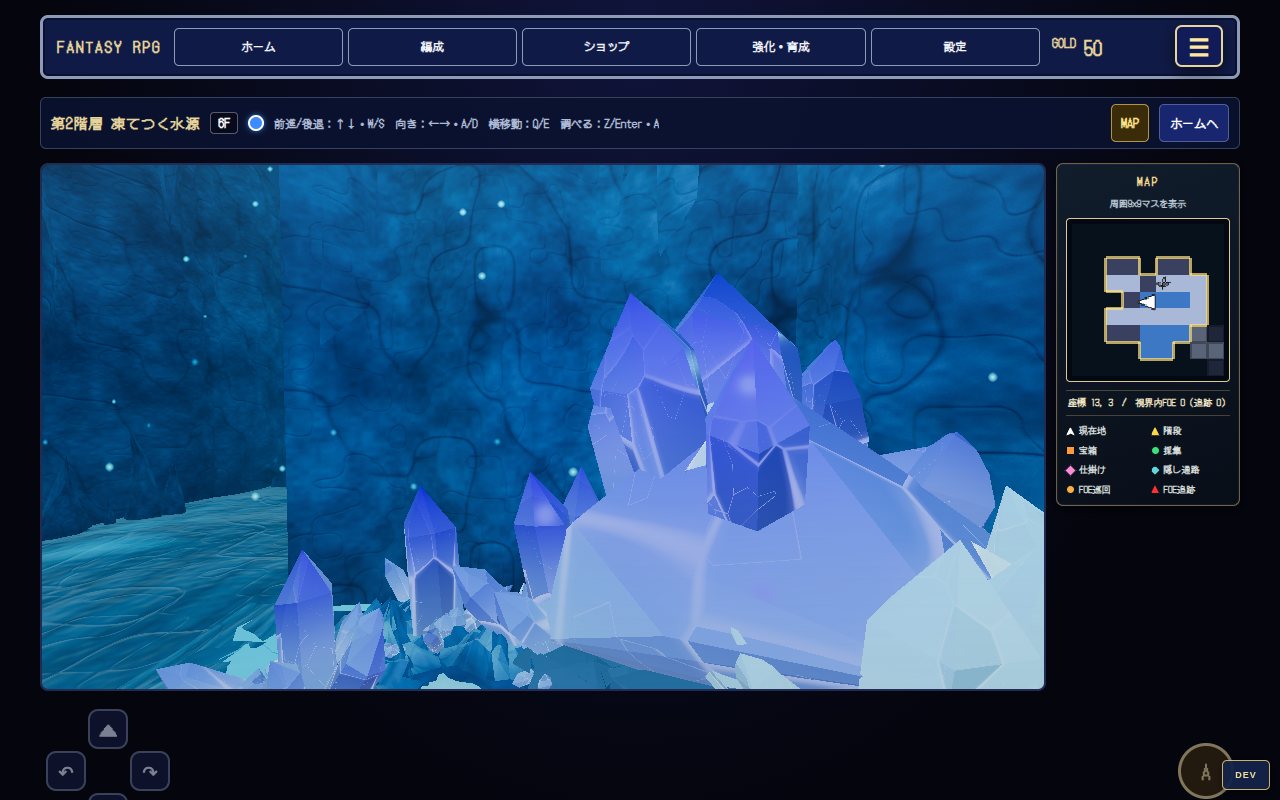 FANTASY RPG
ホーム
編成
ショップ
強化・育成
設定
GOLD 50
第2階層 凍てつく水源 6F 前進/後退：↑↓・W/S 向き：←→・A/D 横移動：Q/E 調べる：Z/Enter・A
MAP
ホームへ
MAP
周囲9x9マスを表示
座標 13, 3 / 視界内FOE 0 (追跡 0)
現在地 階段
宝箱 採集
仕掛け 隠し通路
FOE巡回 FOE追跡
A
DEV